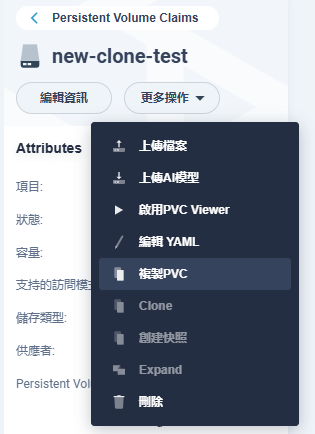 Persistent Volume Claims
new-clone-test
編輯資訊
更多操作
Attributes
項目:
狀態:
容量:
支持的訪問模
儲存類型:
供應者:
Persistent Volu
上傳檔案
上傳AI模型
啟用PVC Viewer
編輯 YAML
複製PVC
Clone
創建快照
Expand
刪除